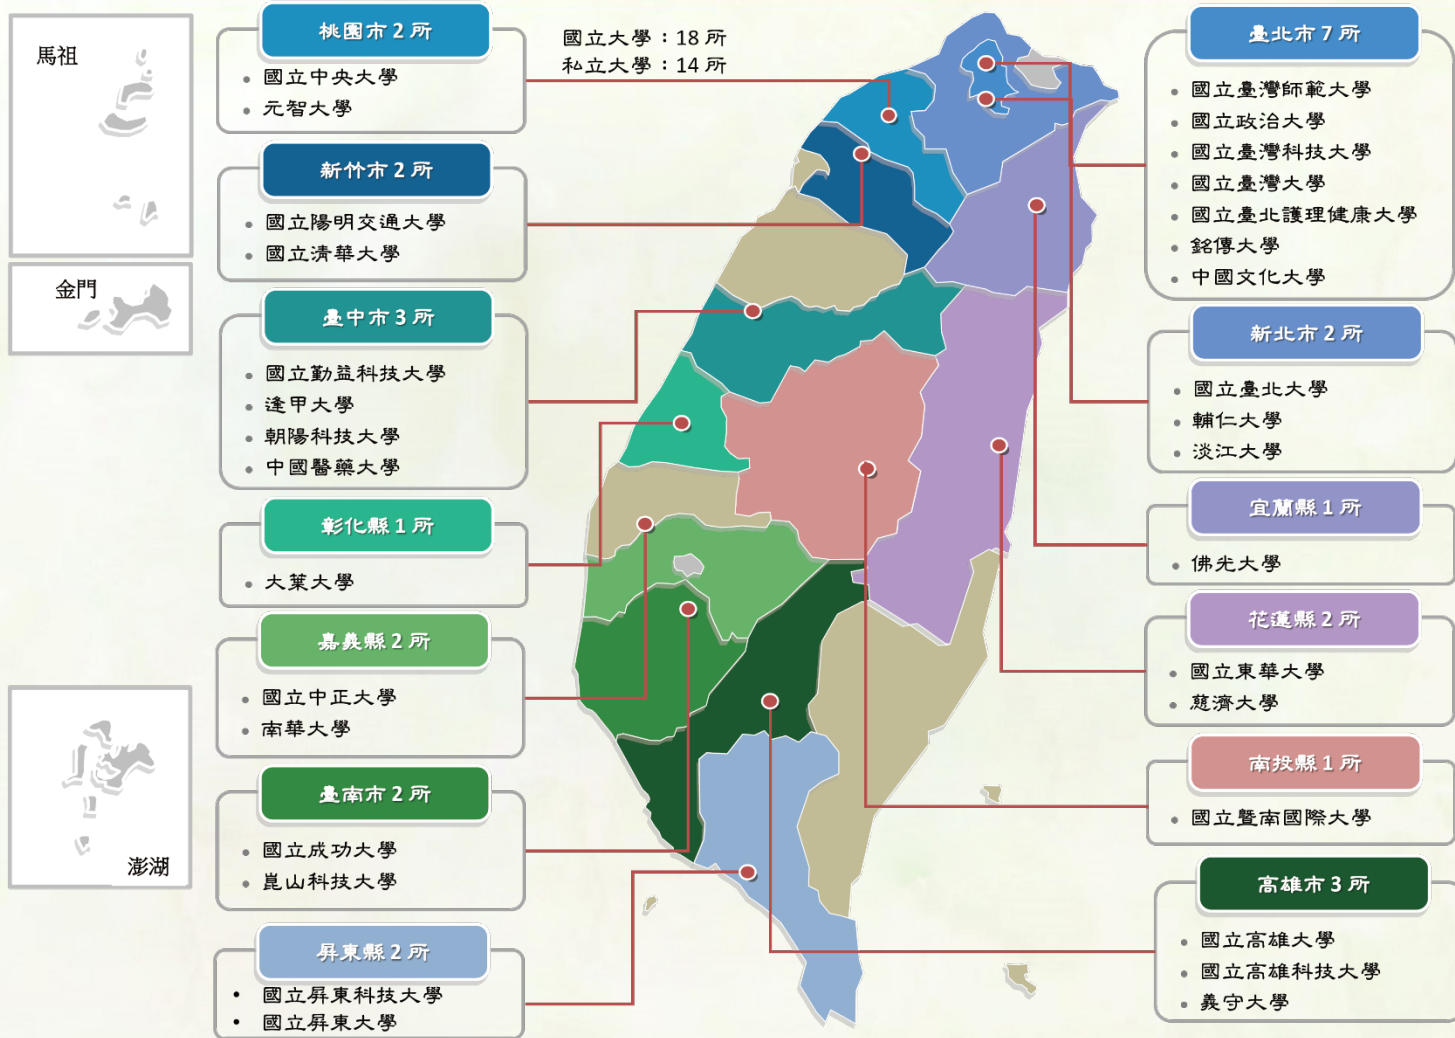 馬祖
金門
澎湖
國立大學：18 所
私立大學：14 所
桃園市 2 所
國立中央大學
元智大學
新竹市 2 所
國立陽明交通大學
國立清華大學
臺中市 3 所
國立勤益科技大學
逢甲大學
朝陽科技大學
中國醫藥大學
彰化縣 1 所
大葉大學
嘉義縣 2 所
國立中正大學
南華大學
臺南市 2 所
國立成功大學
崑山科技大學
屏東縣 2 所
國立屏東科技大學
國立屏東大學
臺北市 7 所
國立臺灣師範大學
國立政治大學
國立臺灣科技大學
國立臺灣大學
國立臺北護理健康大學
銘傳大學
中國文化大學
新北市 2 所
國立臺北大學
輔仁大學
淡江大學
宜蘭縣 1 所
佛光大學
花蓮縣 2 所
國立東華大學
慈濟大學
南投縣 1 所
國立暨南國際大學
高雄市 3 所
國立高雄大學
國立高雄科技大學
義守大學